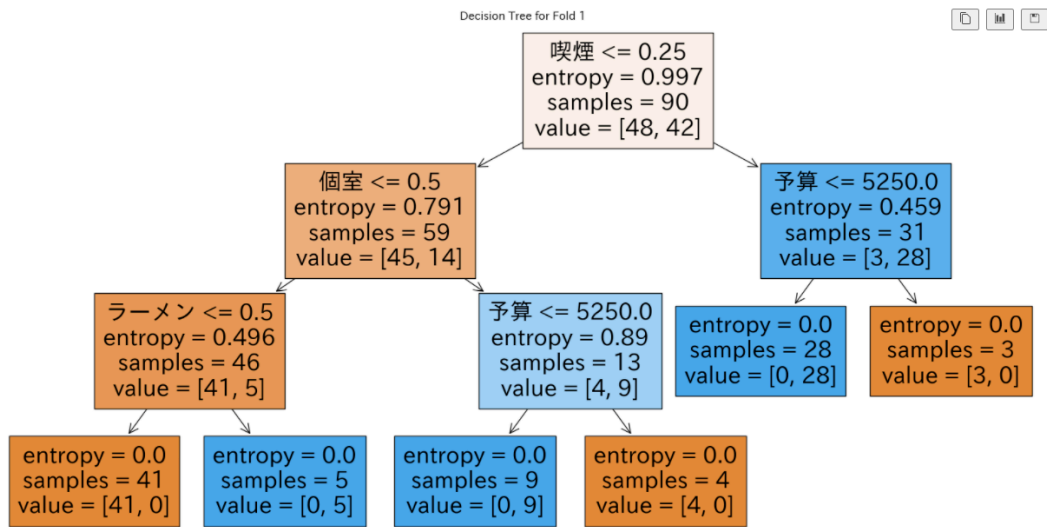 Decision Tree for Fold 1
喫煙 <= 0.25
entropy = 0.997
samples = 90
value = [48, 42]
個室 <= 0.5
entropy = 0.791
samples = 59
value = [45, 14]
予算 <= 5250.0
entropy = 0.459
samples = 31
value = [3, 28]
ラーメン <= 0.5
entropy = 0.496
samples = 46
value = [41, 5]
予算 <= 5250.0
entropy = 0.89
samples = 13
value = [4, 9]
entropy = 0.0
samples = 28
value = [0, 28]
entropy = 0.0
samples = 3
value = [3, 0]
entropy = 0.0
samples = 41
value = [41, 0]
entropy = 0.0
samples = 5
value = [0, 5]
entropy = 0.0
samples = 9
value = [0, 9]
entropy = 0.0
samples = 4
value = [4, 0]